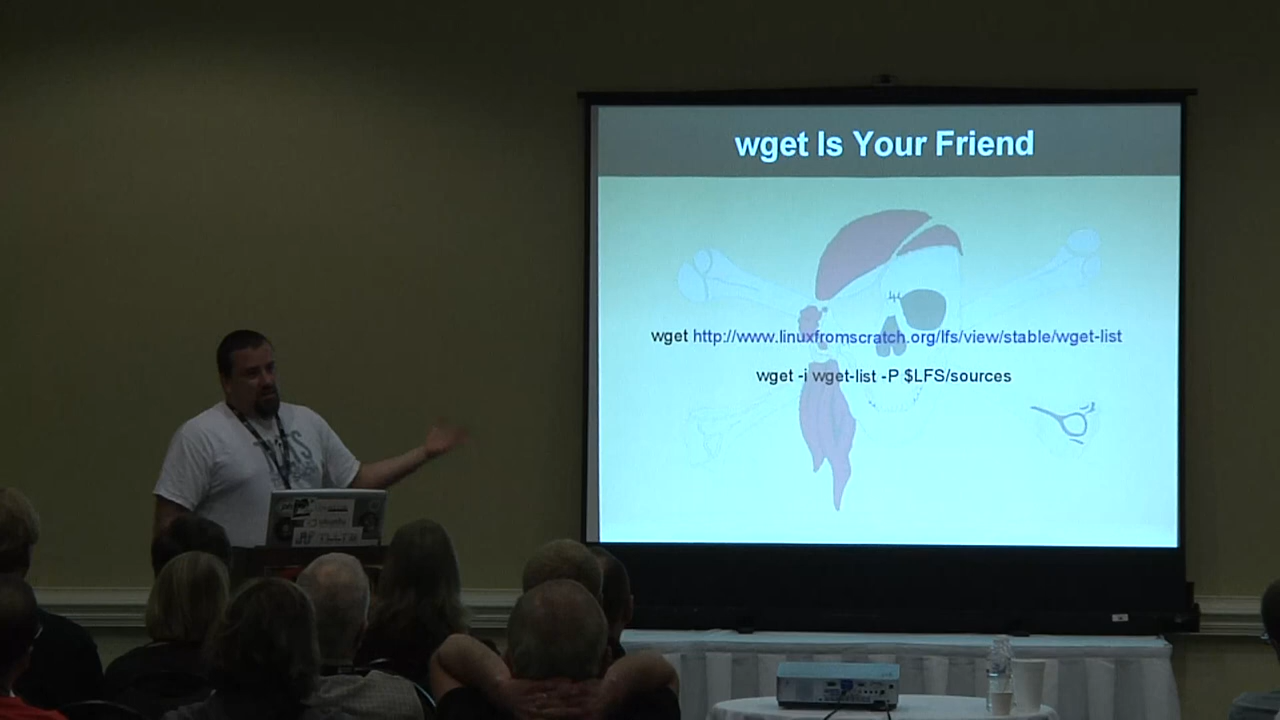 wget Is Your Friend
wget http://www.linuxfromscratch.org/lfs/view/stable/wget-list
wget -i wget-list -P $LFS/sources